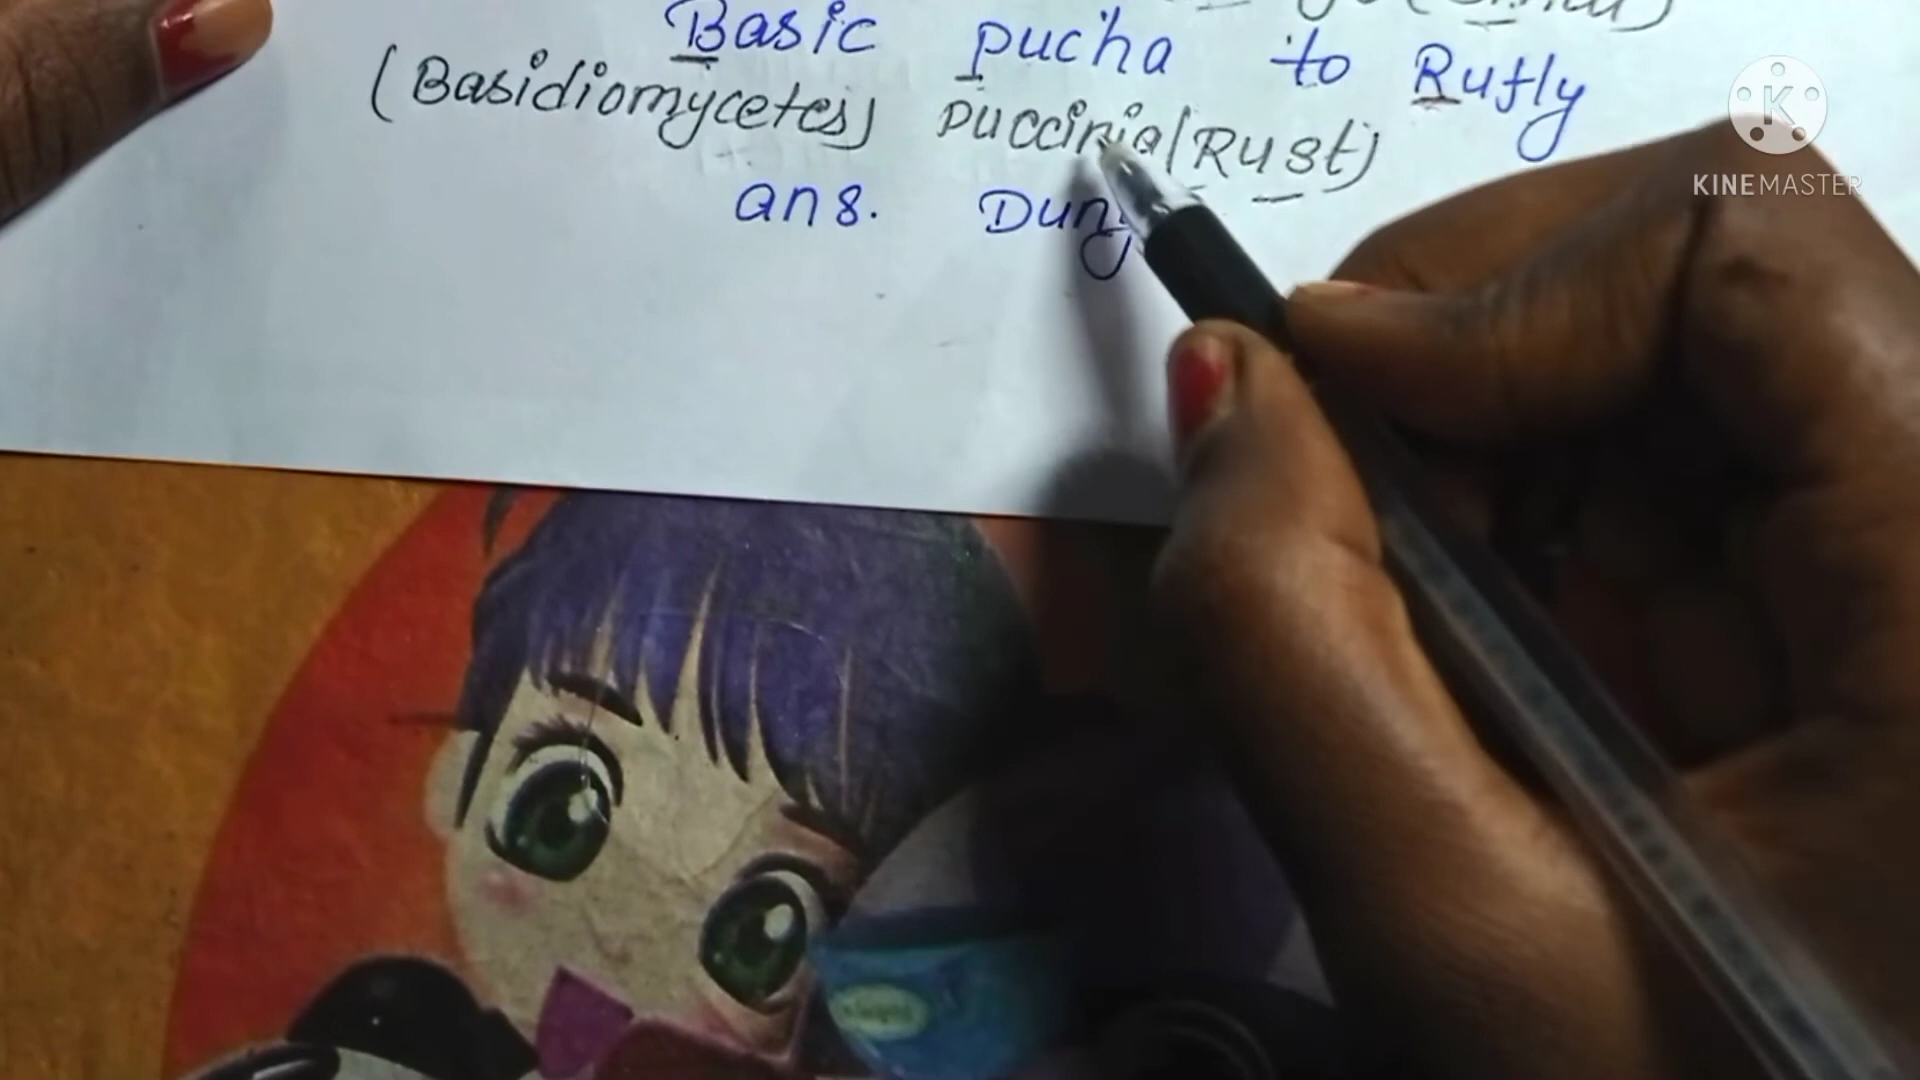 Basic pucha to Rufly
(Basidiomycetes) Puccinia (Rust)
ans.
KINEMASTER